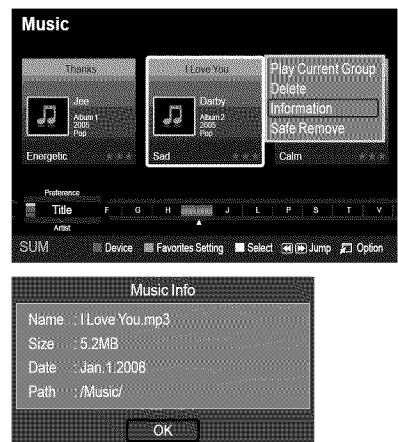 Music
Thanks
Jee
Album 1
2005
Pop
Energetic
I Love You
Darby
Album 2
2005
Pop
Sad
Play Current Group
Delete
Information
Safe Remove
Calm
Preference
Title F G H J L P S T V
Artist
SUM Device Favorites Setting Select Jump Option
Music Info
Name : I Love You.mp3
Size : 5.2MB
Date : Jan.1.2008
Path : /Music/
OK